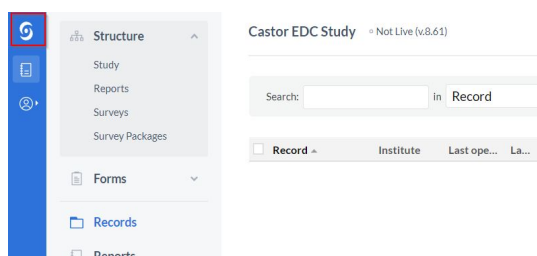 Structure
Study
Reports
Surveys
Survey Packages
Forms
Records
Reports
Castor EDC Study Not Live (v.8.61)
Search: in Record
Record Institute Last ope... La...